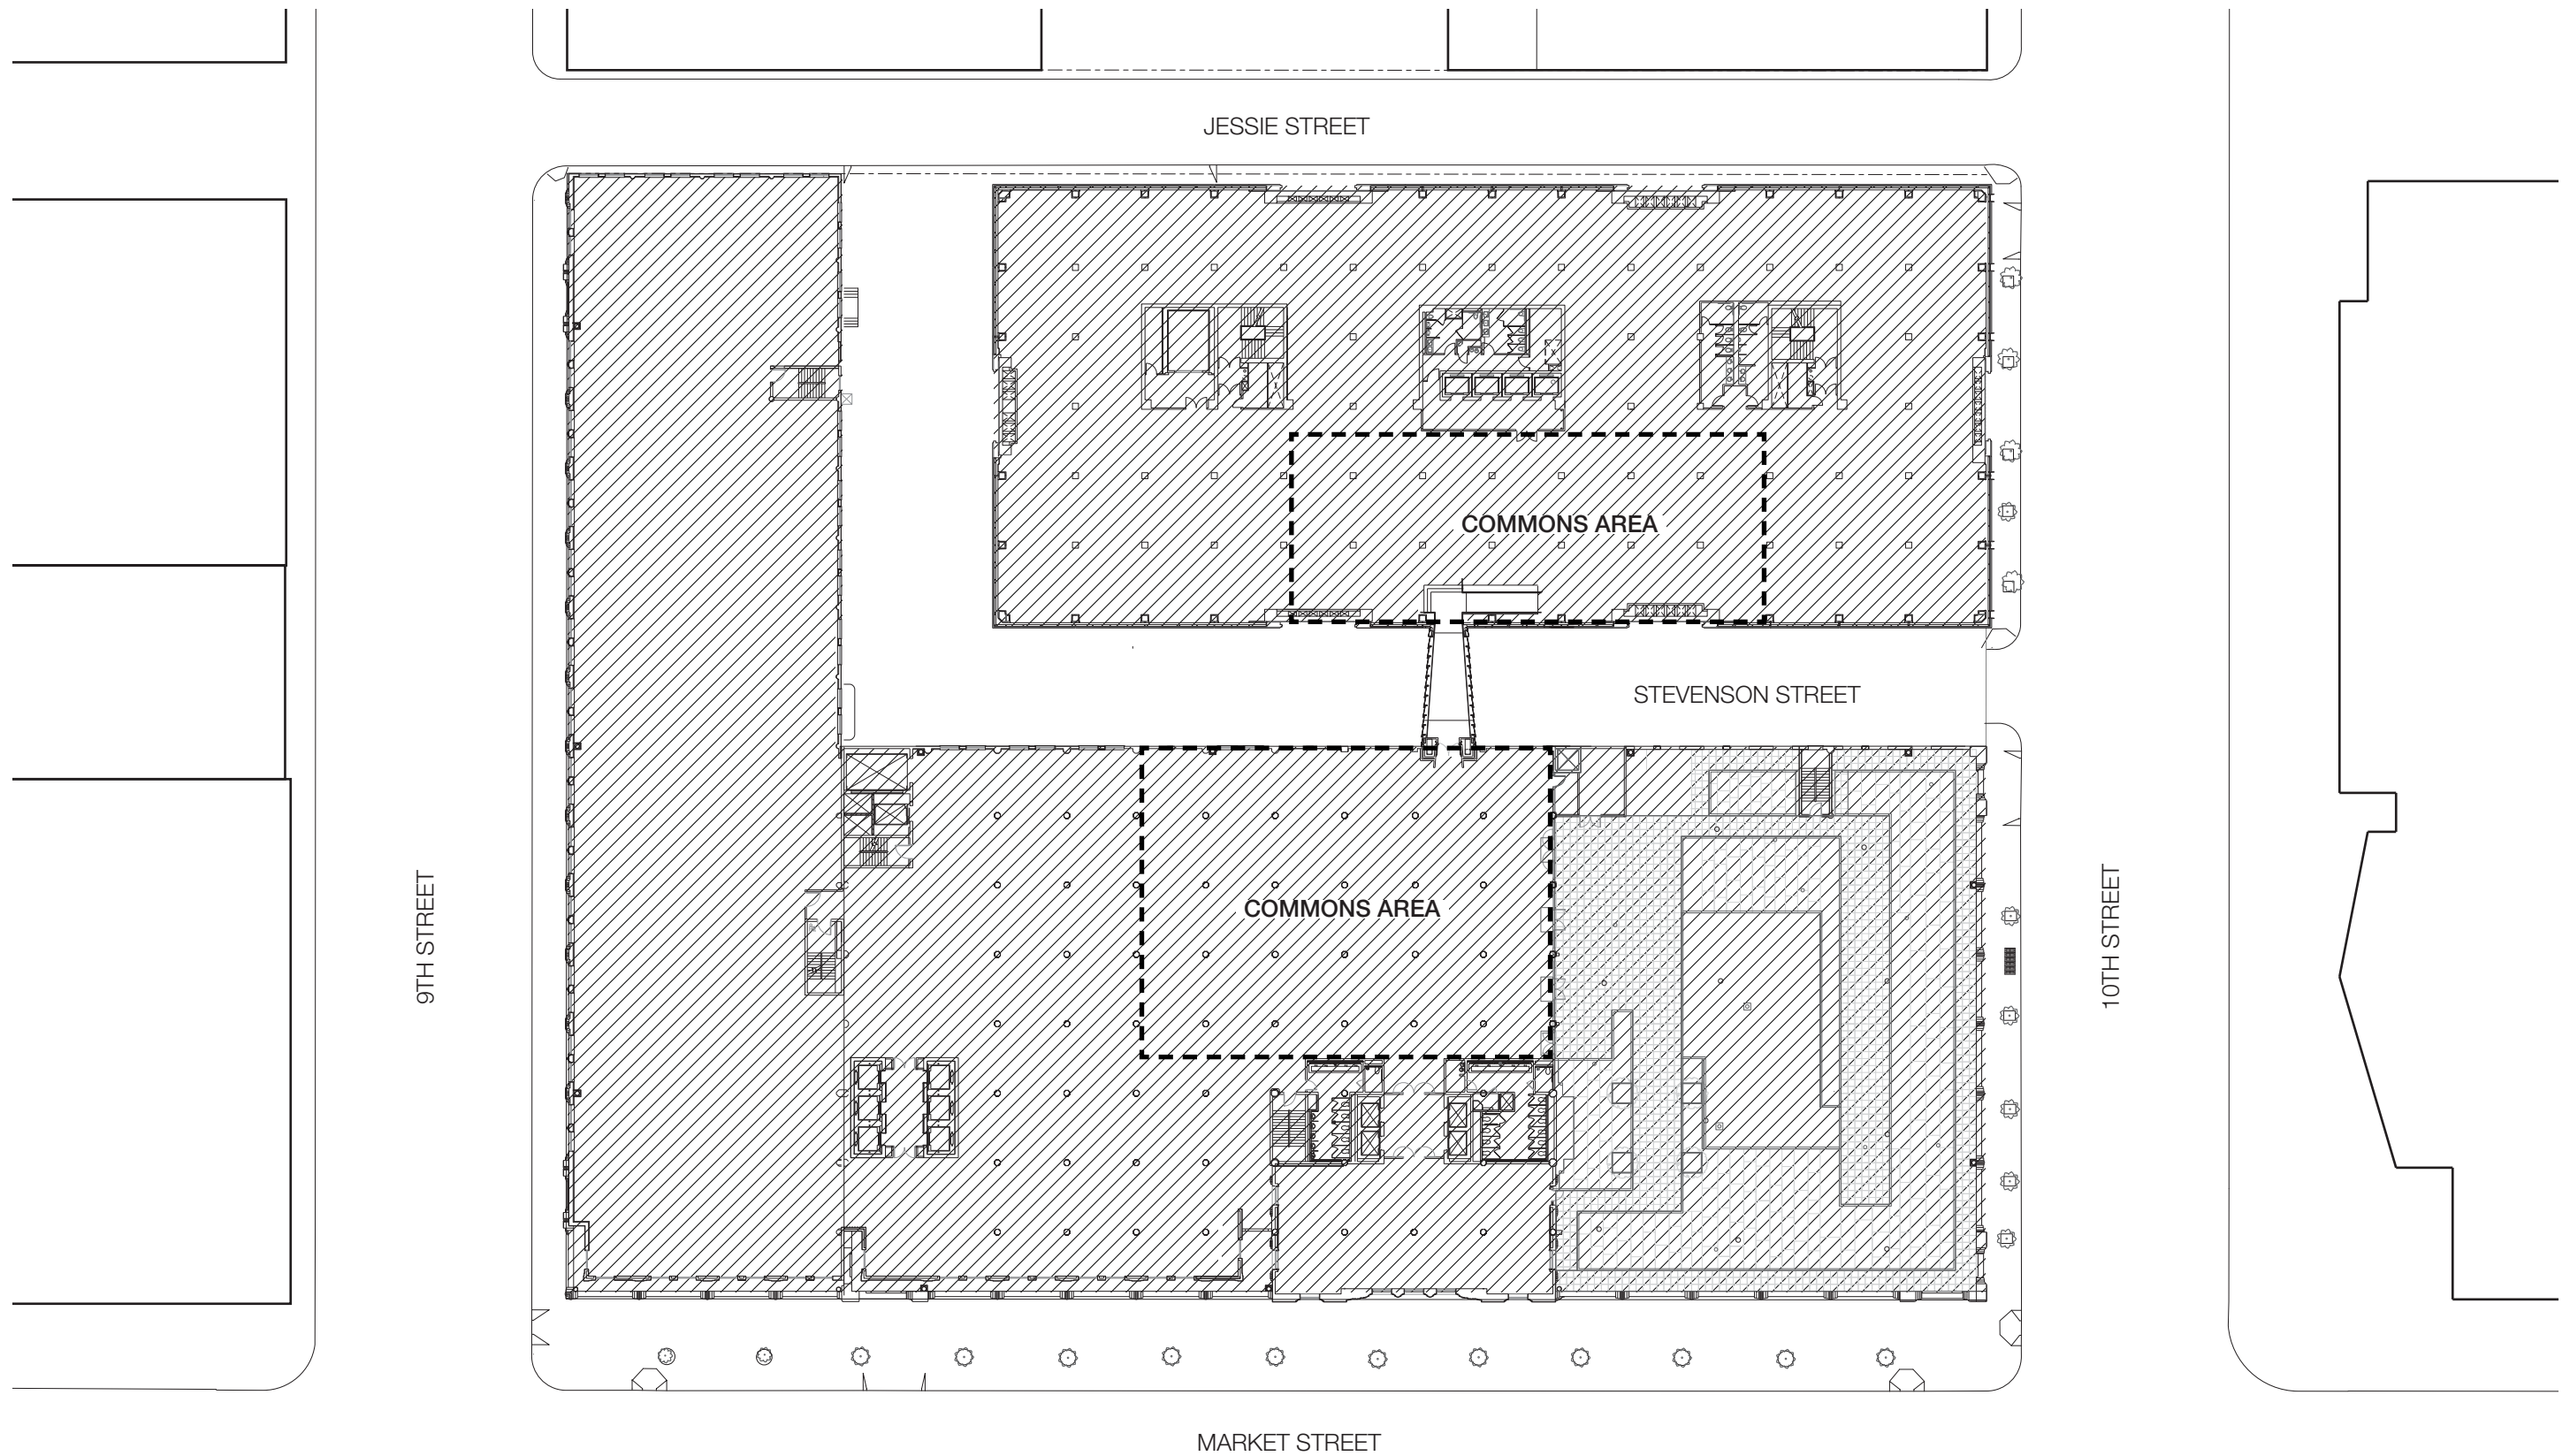 JESSIE STREET
COMMONS AREA
STEVENSON STREET
9TH STREET
COMMONS AREA
10TH STREET
MARKET STREET